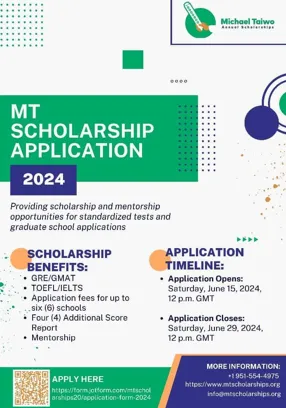 Michael Taiwo
Annual Scholarships
MT
SCHOLARSHIP
APPLICATION
2024
Providing scholarship and mentorship
opportunities for standardized tests and
graduate school applications
SCHOLARSHIP
BENEFITS:
• GRE/GMAT
• TOEFL/IELTS
• Application fees for up to
six (6) schools
• Four (4) Additional Score
Report
• Mentorship
APPLICATION
TIMELINE:
• Application Opens:
Saturday, June 15, 2024,
12 p.m. GMT
• Application Closes:
Saturday, June 29, 2024,
12 p.m. GMT
APPLY HERE
https://form.jotform.com/mtschol
arships20/application-form-2024
MORE INFORMATION:
+1 951-554-4975
https://www.mtscholarships.org
info@mtscholarships.org